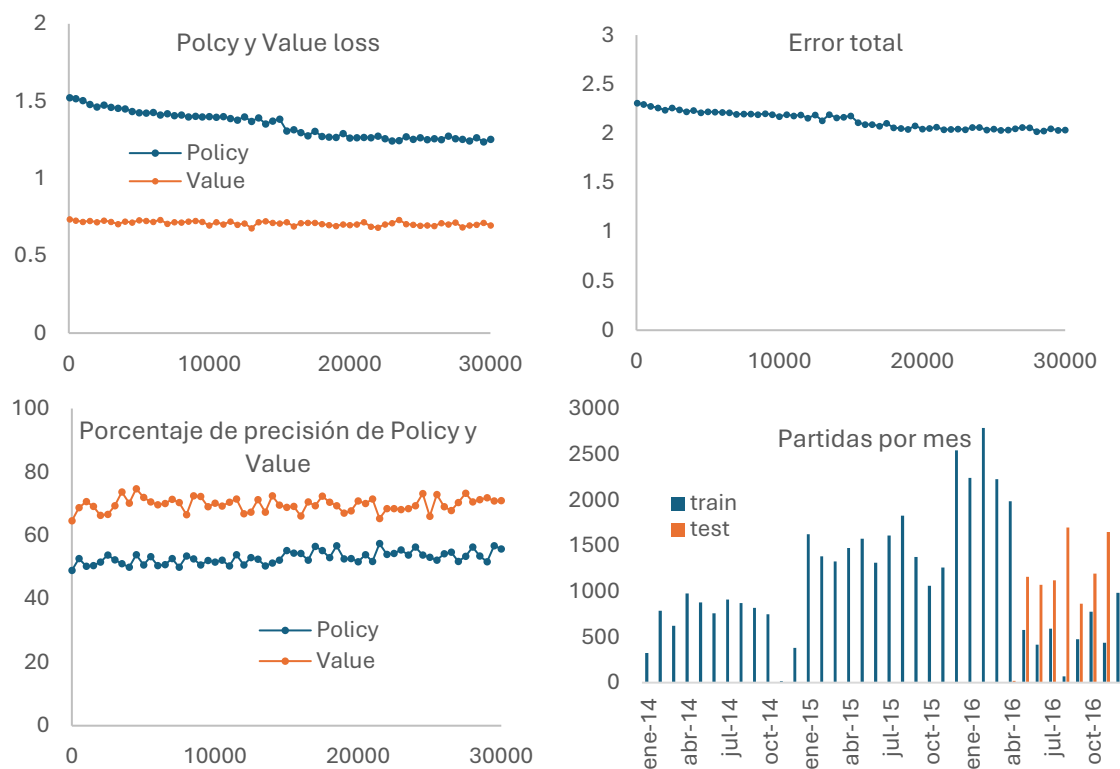 Polcy y Value loss
2
1.5
1
0.5
0
Policy
Value
0 10000 20000 30000
Error total
3
2.5
2
1.5
1
0.5
0
0 10000 20000 30000
Porcentaje de precisión de Policy y
Value
100
80
60
40
20
0
Policy
Value
0 10000 20000 30000
Partidas por mes
3000
2500
2000
1500
1000
500
0
train
test
ene-14
abr-14
jul-14
oct-14
ene-15
abr-15
jul-15
oct-15
ene-16
abr-16
jul-16
oct-16